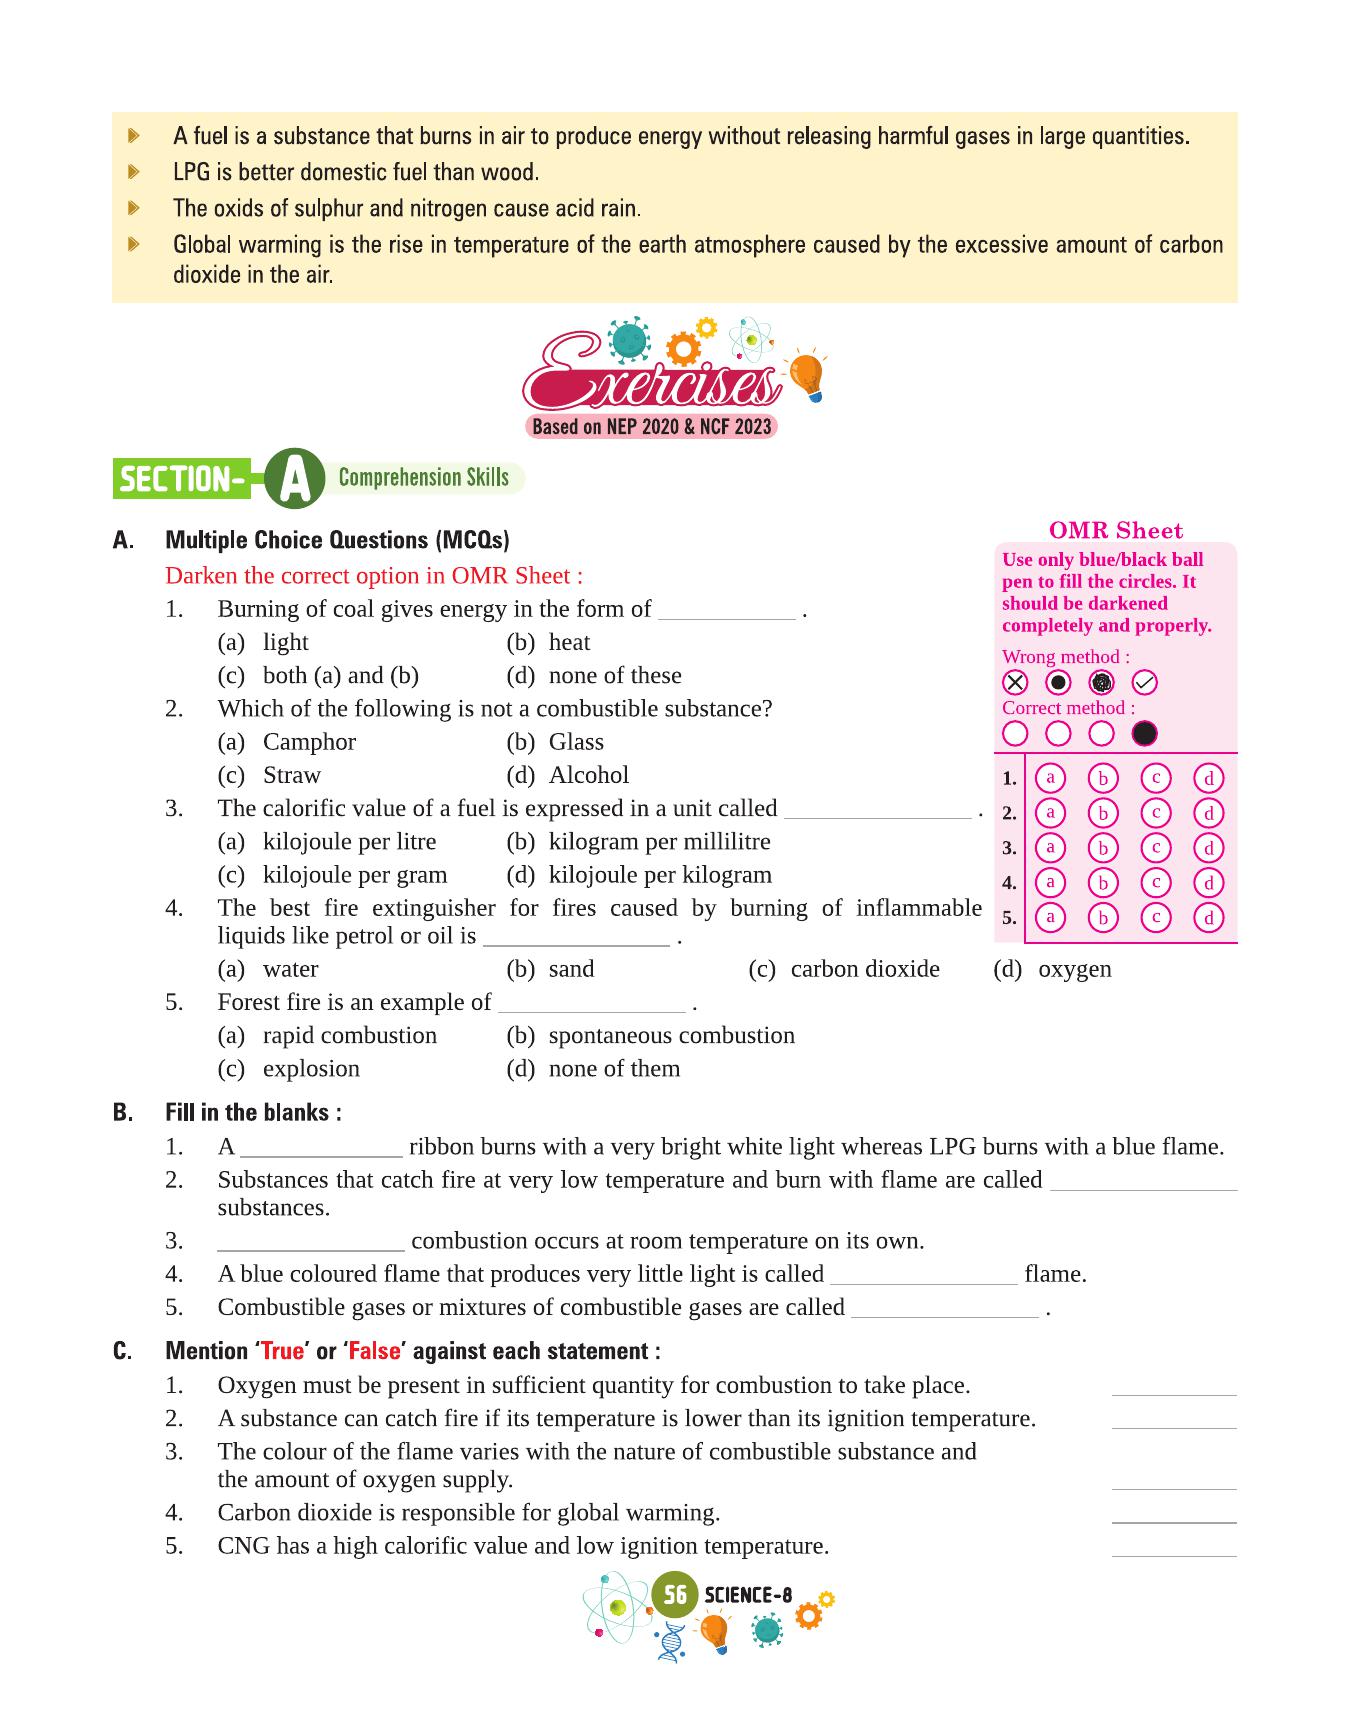 A fuel is a substance that burns in air to produce energy without releasing harmful gases in large quantities.
LPG is better domestic fuel than wood.
The oxids of sulphur and nitrogen cause acid rain.
Global warming is the rise in temperature of the earth atmosphere caused by the excessive amount of carbon
dioxide in the air.
Exercises
Based on NEP 2020 & NCF 2023
SECTION- A Comprehension Skills
A. Multiple Choice Questions (MCQs)
Darken the correct option in OMR Sheet :
1. Burning of coal gives energy in the form of ___________ .
(a) light (b) heat
(c) both (a) and (b) (d) none of these
2. Which of the following is not a combustible substance?
(a) Camphor (b) Glass
(c) Straw (d) Alcohol
3. The calorific value of a fuel is expressed in a unit called _______________ .
(a) kilojoule per litre (b) kilogram per millilitre
(c) kilojoule per gram (d) kilojoule per kilogram
4. The best fire extinguisher for fires caused by burning of inflammable
liquids like petrol or oil is _______________ .
(a) water (b) sand (c) carbon dioxide (d) oxygen
5. Forest fire is an example of _______________ .
(a) rapid combustion (b) spontaneous combustion
(c) explosion (d) none of them
OMR Sheet
Use only blue/black ball
pen to fill the circles. It
should be darkened
completely and properly.
Wrong method :
Correct method :
1. a b c d
2. a b c d
3. a b c d
4. a b c d
5. a b c d
B. Fill in the blanks :
1. A _____________ ribbon burns with a very bright white light whereas LPG burns with a blue flame.
2. Substances that catch fire at very low temperature and burn with flame are called _______________
substances.
3. _______________ combustion occurs at room temperature on its own.
4. A blue coloured flame that produces very little light is called _______________ flame.
5. Combustible gases or mixtures of combustible gases are called _______________ .
C. Mention ‘True’ or ‘False’ against each statement :
1. Oxygen must be present in sufficient quantity for combustion to take place. __________
2. A substance can catch fire if its temperature is lower than its ignition temperature. __________
3. The colour of the flame varies with the nature of combustible substance and
the amount of oxygen supply. __________
4. Carbon dioxide is responsible for global warming. __________
5. CNG has a high calorific value and low ignition temperature. __________
56 SCIENCE-8